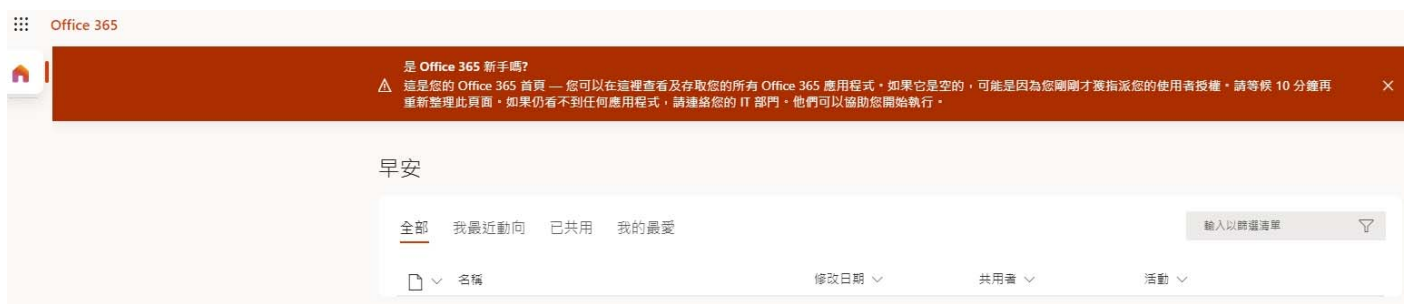 Office 365
是 Office 365 新手嗎?
這是您的 Office 365 首頁 — 您可以在這裡查看及存取您的所有 Office 365 應用程式。如果它是空的，可能是因為您剛剛才獲指派您的使用者授權。請等候 10 分鐘再
重新整理此頁面。如果仍看不到任何應用程式，請連絡您的 IT 部門。他們可以協助您開始執行。
早安
全部 我最近動向 已共用 我的最愛 輸入以篩選清單
名稱 修改日期 共用者 活動